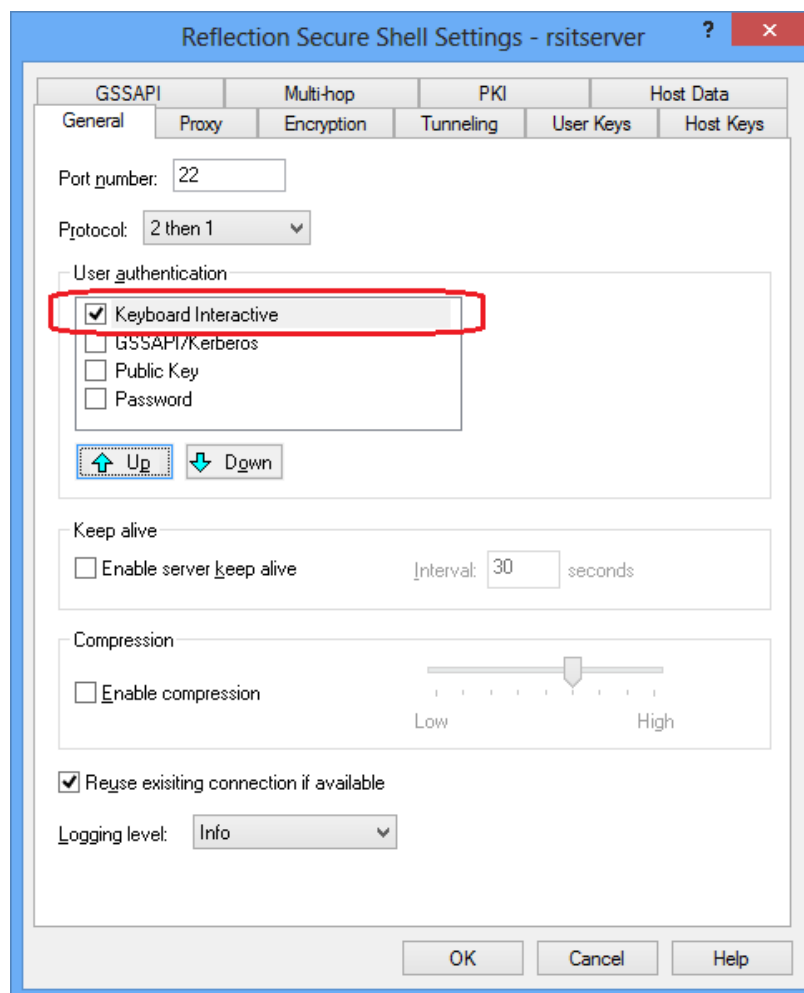 Reflection Secure Shell Settings - rsitserver ? ×
GSSAPI Multi-hop PKI Host Data
General Proxy Encryption Tunneling User Keys Host Keys
Port number: 22
Protocol: 2 then 1
User authentication
Keyboard Interactive
GSSAPI/Kerberos
Public Key
Password
Up Down
Keep alive
Enable server keep alive Interval: 30 seconds
Compression
Enable compression
Low High
Reuse exisiting connection if available
Logging level: Info
OK Cancel Help